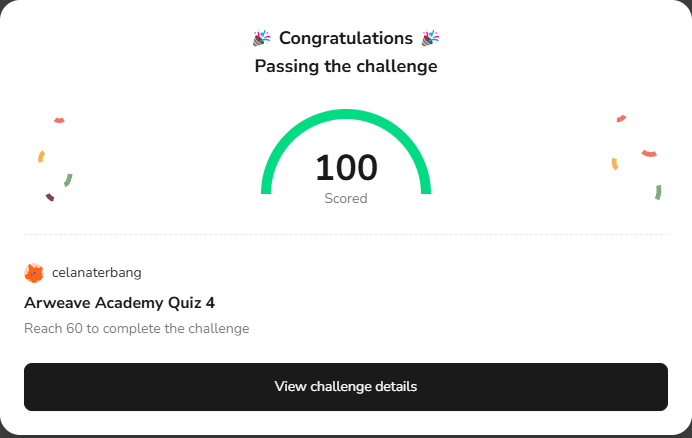 🎉 Congratulations 🎉
Passing the challenge
100
Scored
celanaterbang
Arweave Academy Quiz 4
Reach 60 to complete the challenge
View challenge details